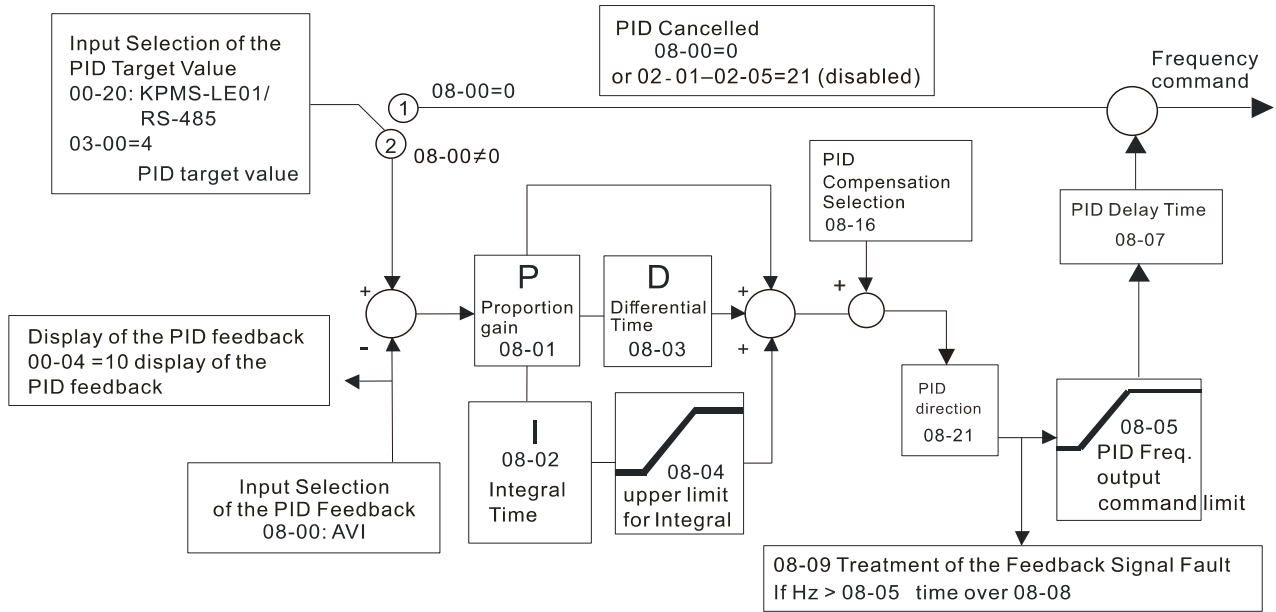 Input Selection of the
PID Target Value
00-20: KPMS-LE01/
RS-485
03-00=4
PID target value
PID Cancelled
08-00=0
or 02-01–02-05=21 (disabled)
Frequency
command
1
08-00=0
2
08-00≠0
PID
Compensation
Selection
08-16
PID Delay Time
08-07
+
-
P
Proportion
gain
08-01
D
Differential
Time
08-03
+
+
+
Display of the PID feedback
00-04 =10 display of the
PID feedback
I
08-02
Integral
Time
08-04
upper limit
for Integral
PID
direction
08-21
08-05
PID Freq.
output
command limit
Input Selection
of the PID Feedback
08-00: AVI
08-09 Treatment of the Feedback Signal Fault
If Hz > 08-05 time over 08-08